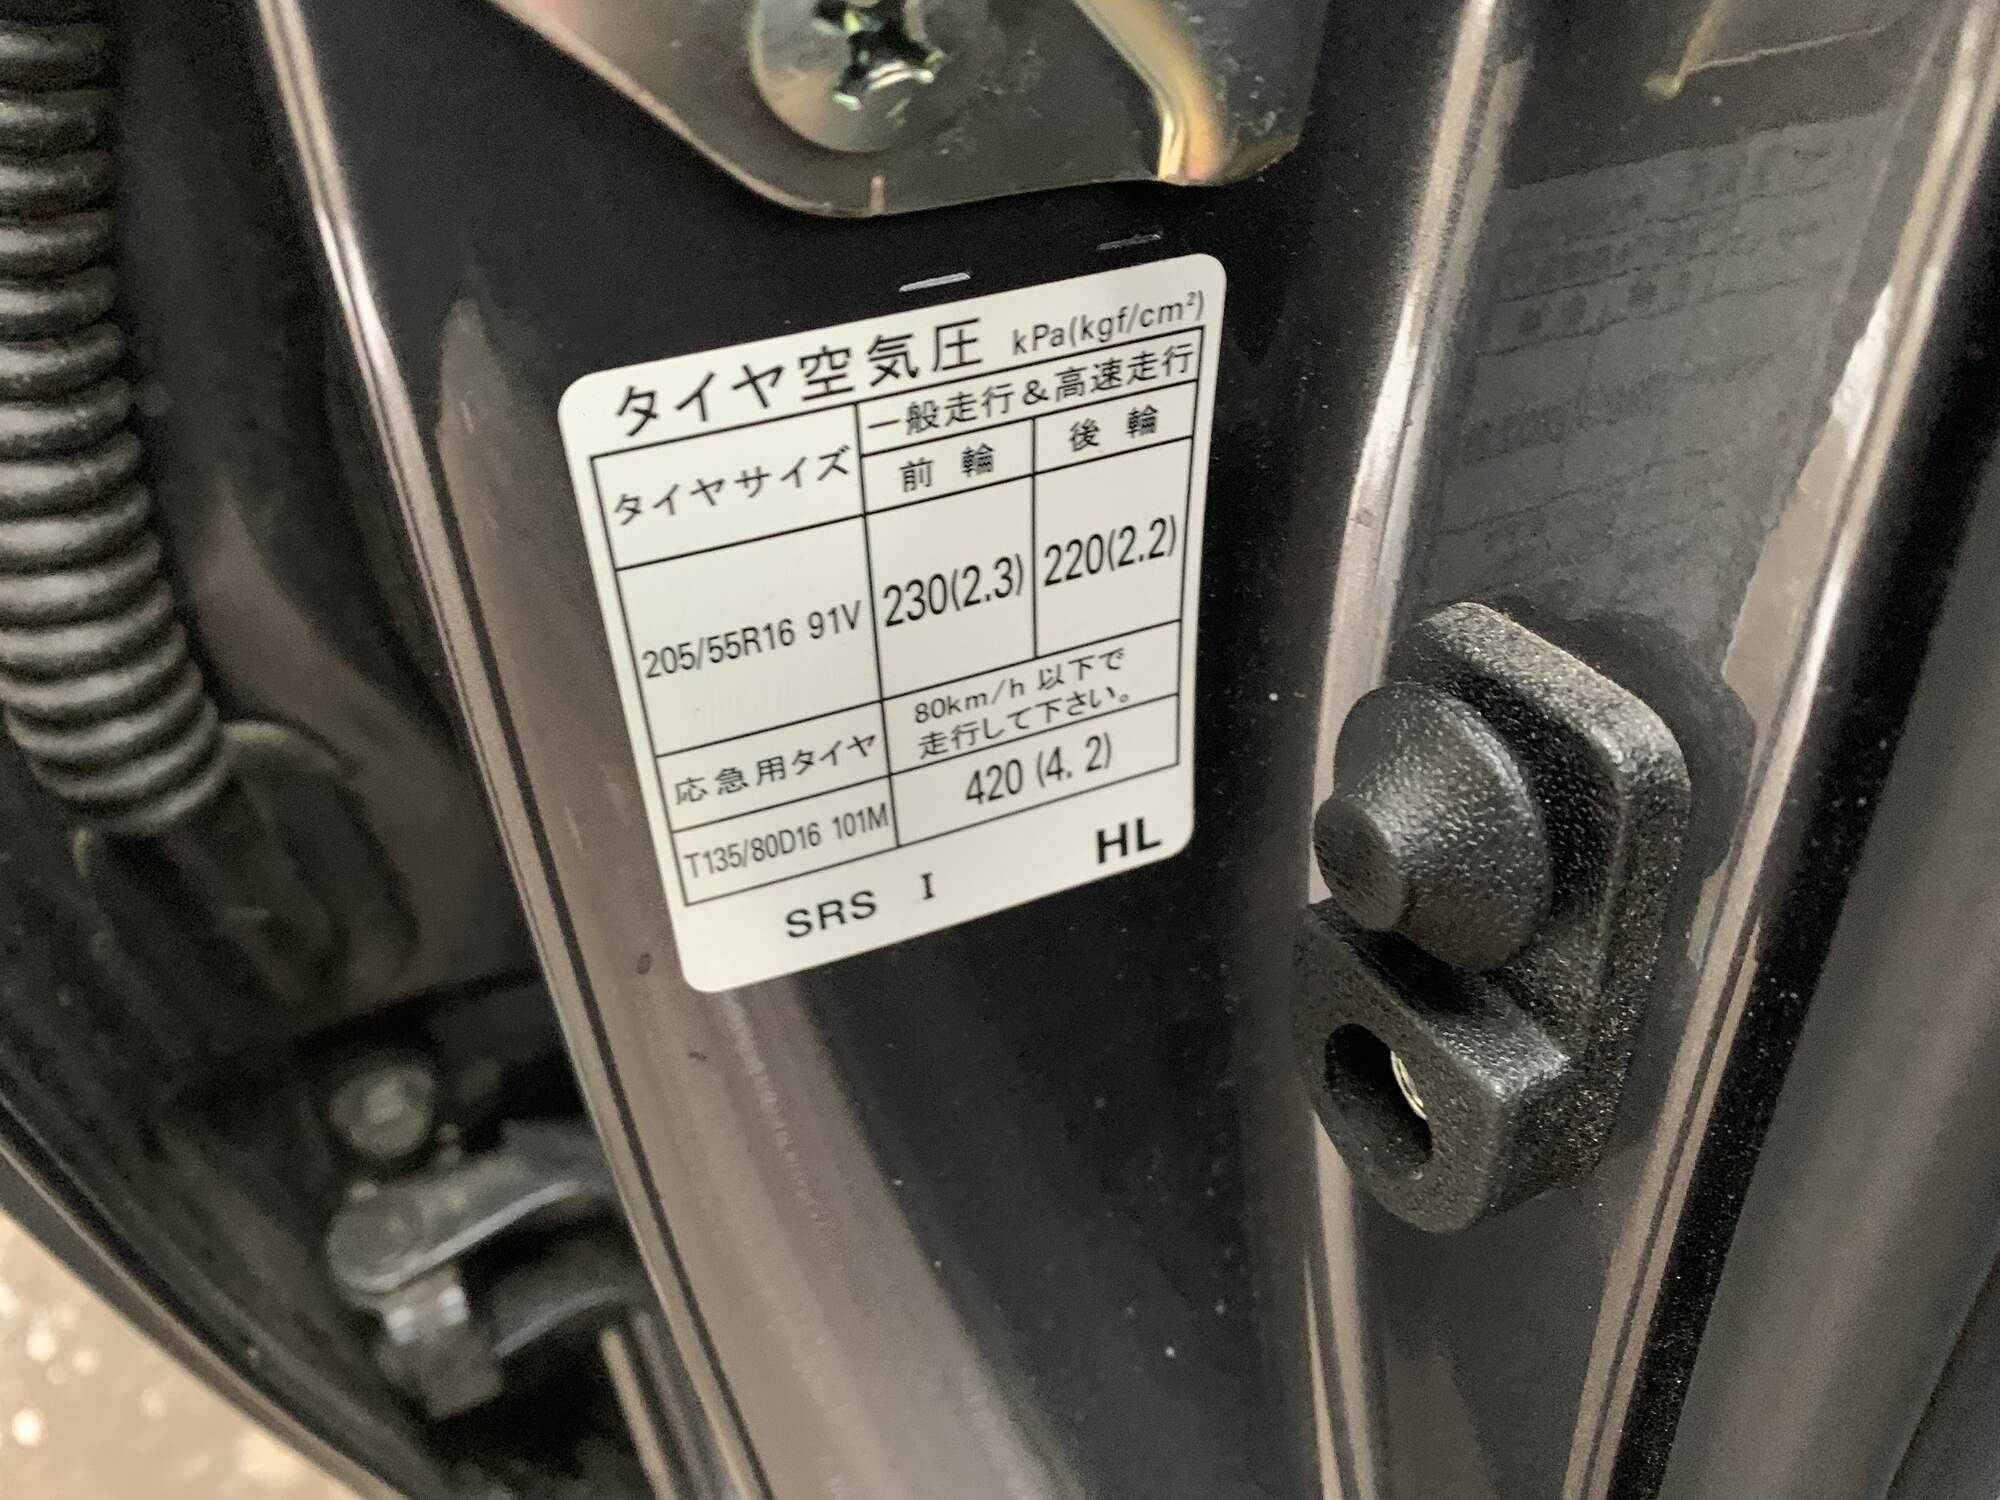 タイヤ空気圧 kPa(kgf/cm²)
タイヤサイズ 一般走行&高速走行
前輪 後輪
205/55R16 91V 230(2.3) 220(2.2)
応急用タイヤ 80km/h 以下で
走行して下さい。
T135/80D16 101M 420 (4.2)
SRS I HL